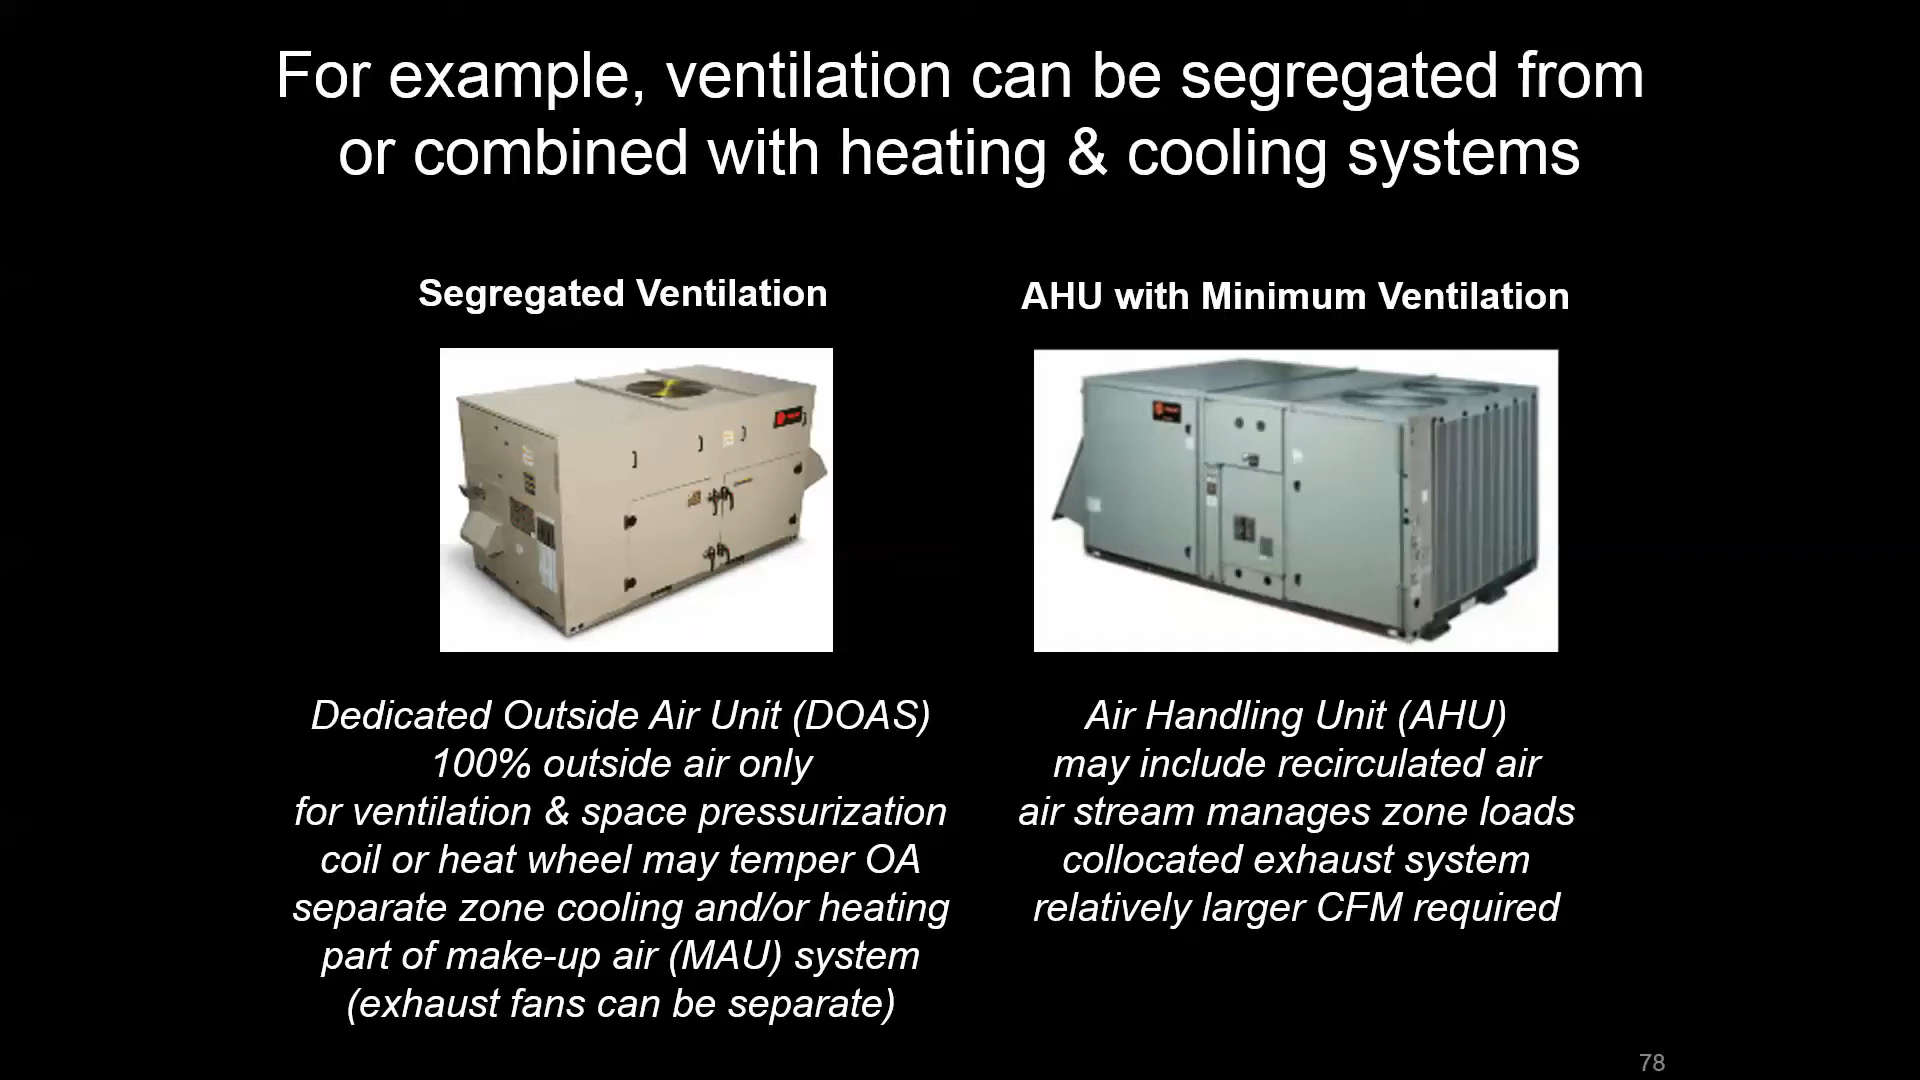 For example, ventilation can be segregated from
or combined with heating & cooling systems
Segregated Ventilation
AHU with Minimum Ventilation
Dedicated Outside Air Unit (DOAS)
100% outside air only
for ventilation & space pressurization
coil or heat wheel may temper OA
separate zone cooling and/or heating
part of make-up air (MAU) system
(exhaust fans can be separate)
Air Handling Unit (AHU)
may include recirculated air
air stream manages zone loads
collocated exhaust system
relatively larger CFM required
78